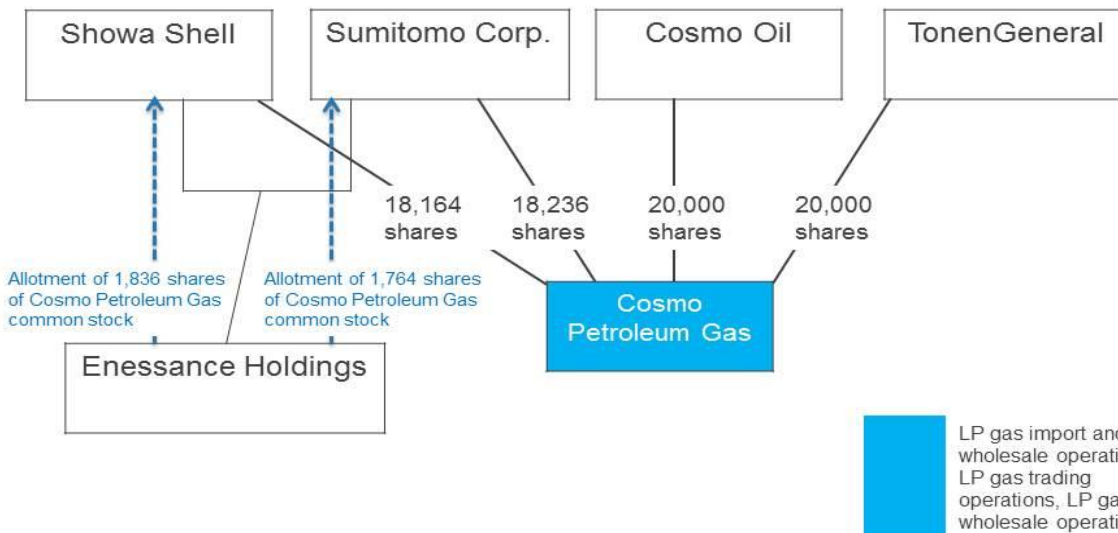 Showa Shell
Sumitomo Corp.
Cosmo Oil
TonenGeneral
18,164
shares
18,236
shares
20,000
shares
20,000
shares
Allotment of 1,836 shares
of Cosmo Petroleum Gas
common stock
Allotment of 1,764 shares
of Cosmo Petroleum Gas
common stock
Cosmo
Petroleum Gas
Enessance Holdings
LP gas import and
wholesale operati
LP gas trading
operations, LP ga
wholesale operati